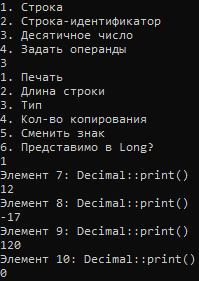 1. Строка
2. Строка-идентификатор
3. Десятичное число
4. Задать операнды
3
1. Печать
2. Длина строки
3. Тип
4. Кол-во копирования
5. Сменить знак
6. Представимо в Long?
1
Элемент 7: Decimal::print()
12
Элемент 8: Decimal::print()
-17
Элемент 9: Decimal::print()
120
Элемент 10: Decimal::print()
0